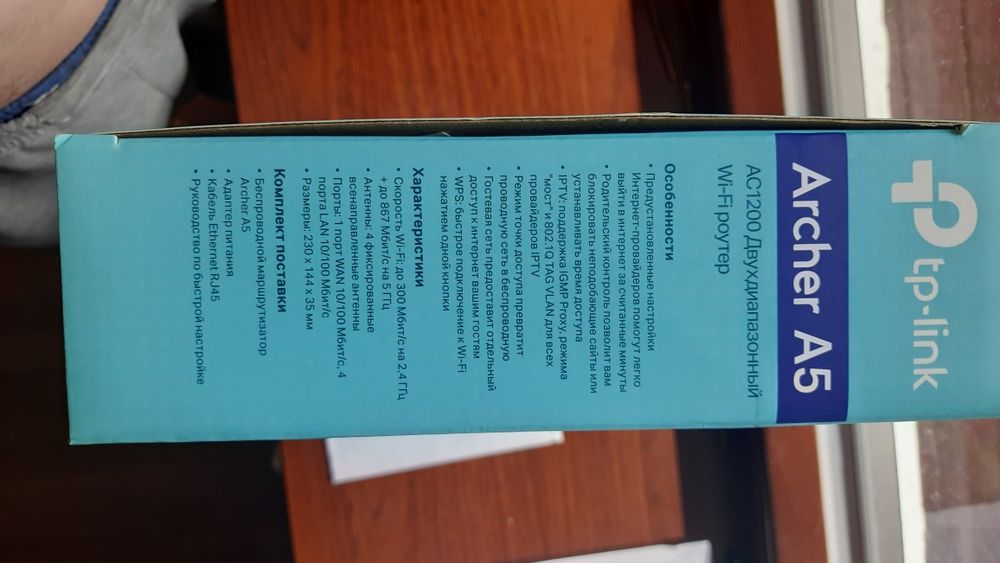 tp-link
Archer A5
AC1200 Двухдиапазонный
Wi-Fi роутер
Особенности
• Предустановленные настройки
Интернет-провайдеров помогут легко
выйти в интернет за считанные минуты
• Родительский контроль позволит вам
блокировать неподобающие сайты или
устанавливать время доступа
• IPTV: поддержка IGMP Proxy, режима
"мост" и 802.1Q TAG VLAN для всех
провайдеров IPTV
• Режим точки доступа превратит
проводную сеть в беспроводную
• Гостевая сеть предоставит отдельный
доступ к интернет вашим гостям
• WPS: быстрое подключение к Wi-Fi
нажатием одной кнопки
Характеристики
• Скорость Wi-Fi: до 300 Мбит/с на 2,4 ГГц
+ до 867 Мбит/с на 5 ГГц
• Антенны: 4 фиксированные
всенаправленные антенны
• Порты: 1 порт WAN 10/100 Мбит/с, 4
порта LAN 10/100 Мбит/с
• Размеры: 230 x 144 x 35 мм
Комплект поставки
• Беспроводной маршрутизатор
Archer A5
• Адаптер питания
• Кабель Ethernet RJ45
• Руководство по быстрой настройке